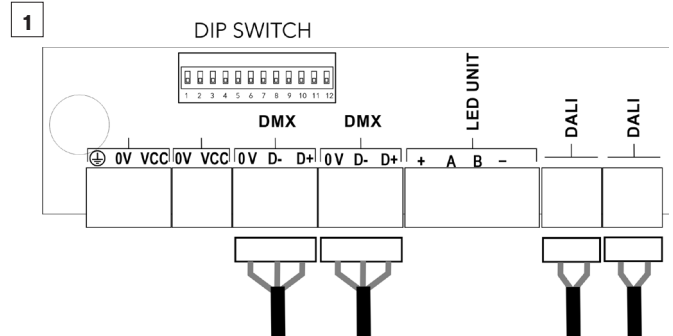 1
DIP SWITCH
1 2 3 4 5 6 7 8 9 10 11 12
DMX DMX LED UNIT DALI DALI
0V VCC 0V VCC 0V D- D+ 0V D- D+ + A B -